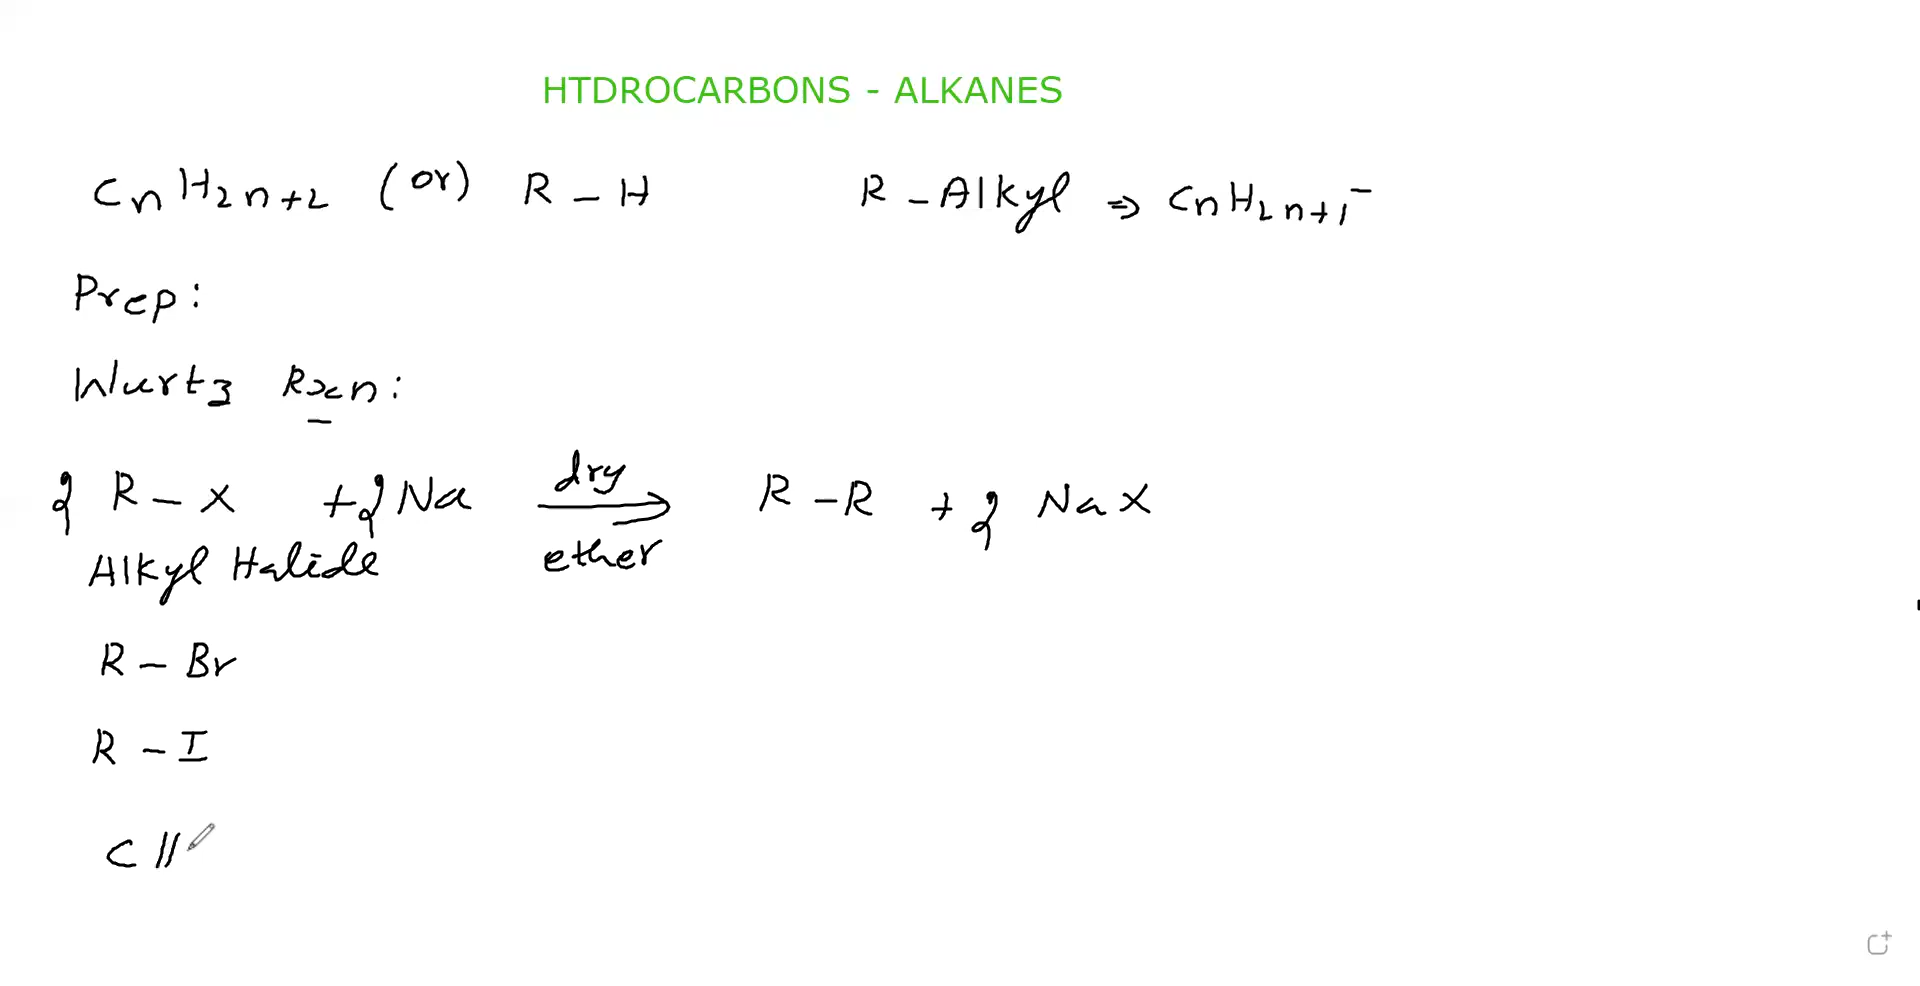 HTDROCARBONS - ALKANES
CnH2n+2 (or) R - H R - Alkyl ⇒ CnH2n+1-
Prep:
Wurtz Rxn:
2 R - X + 2 Na dry ether → R - R + 2 NaX
Alkyl Halide
R - Br
R - I
C